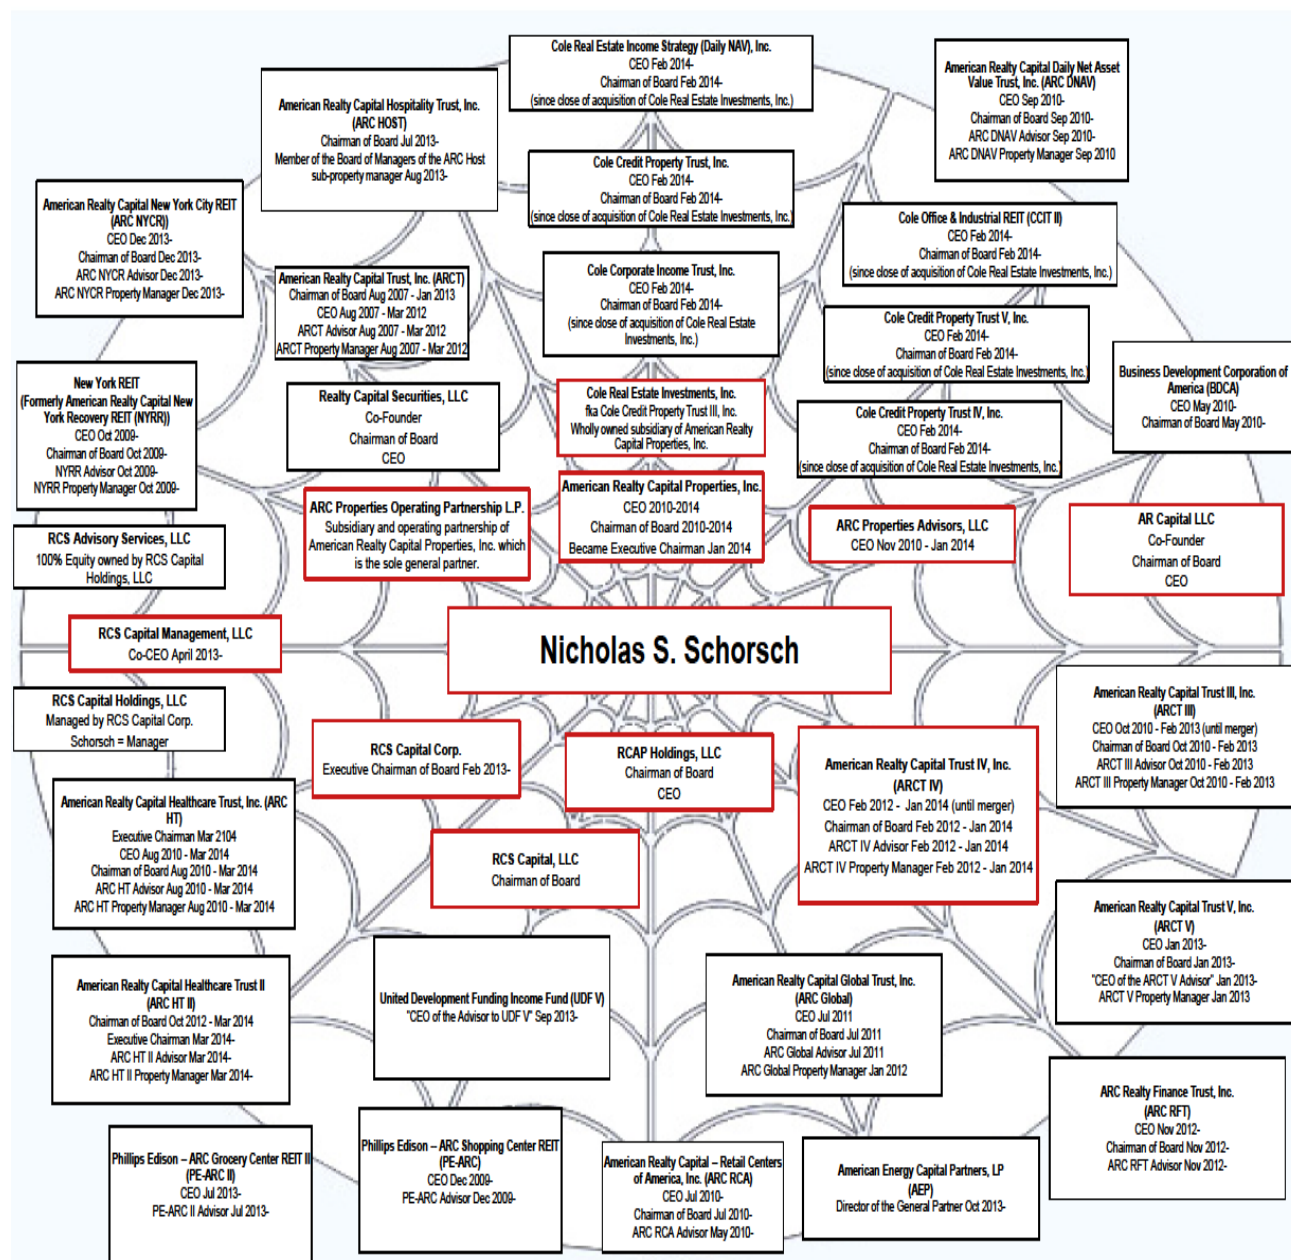 Cole Real Estate Income Strategy (Daily NAV), Inc.
CEO Feb 2014-
Chairman of Board Feb 2014-
(since close of acquisition of Cole Real Estate Investments, Inc.)
American Realty Capital Daily Net Asset
Value Trust, Inc. (ARC DNAV)
CEO Sep 2010-
Chairman of Board Sep 2010-
ARC DNAV Advisor Sep 2010-
ARC DNAV Property Manager Sep 2010
American Realty Capital Hospitality Trust, Inc.
(ARC HOST)
Chairman of Board Jul 2013-
Member of the Board of Managers of the ARC Host
sub-property manager Aug 2013-
Cole Credit Property Trust, Inc.
CEO Feb 2014-
Chairman of Board Feb 2014-
(since close of acquisition of Cole Real Estate Investments, Inc.)
American Realty Capital New York City REIT
(ARC NYCR))
CEO Dec 2013-
Chairman of Board Dec 2013-
ARC NYCR Advisor Dec 2013-
ARC NYCR Property Manager Dec 2013-
Cole Office & Industrial REIT (CCIT II)
CEO Feb 2014-
Chairman of Board Feb 2014-
(since close of acquisition of Cole Real Estate Investments, Inc.)
American Realty Capital Trust, Inc. (ARCT)
Chairman of Board Aug 2007 - Jan 2013
CEO Aug 2007 - Mar 2012
ARCT Advisor Aug 2007 - Mar 2012
ARCT Property Manager Aug 2007 - Mar 2012
Cole Corporate Income Trust, Inc.
CEO Feb 2014-
Chairman of Board Feb 2014-
(since close of acquisition of Cole Real Estate
Investments, Inc.)
Cole Credit Property Trust V, Inc.
CEO Feb 2014-
Chairman of Board Feb 2014-
(since close of acquisition of Cole Real Estate Investments, Inc.)
Business Development Corporation of
America (BDCA)
CEO May 2010-
Chairman of Board May 2010-
New York REIT
(Formerly American Realty Capital New
York Recovery REIT (NYRR))
CEO Oct 2009-
Chairman of Board Oct 2009-
NYRR Advisor Oct 2009-
NYRR Property Manager Oct 2009-
Realty Capital Securities, LLC
Co-Founder
Chairman of Board
CEO
Cole Real Estate Investments, Inc.
fka Cole Credit Property Trust III, Inc.
Wholly owned subsidiary of American Realty
Capital Properties, Inc.
Cole Credit Property Trust IV, Inc.
CEO Feb 2014-
Chairman of Board Feb 2014-
(since close of acquisition of Cole Real Estate Investments, Inc.)
ARC Properties Operating Partnership L.P.
Subsidiary and operating partnership of
American Realty Capital Properties, Inc. which
is the sole general partner.
American Realty Capital Properties, Inc.
CEO 2010-2014
Chairman of Board 2010-2014
Became Executive Chairman Jan 2014
ARC Properties Advisors, LLC
CEO Nov 2010 - Jan 2014
AR Capital LLC
Co-Founder
Chairman of Board
CEO
RCS Advisory Services, LLC
100% Equity owned by RCS Capital
Holdings, LLC
RCS Capital Management, LLC
Co-CEO April 2013-
Nicholas S. Schorsch
RCS Capital Holdings, LLC
Managed by RCS Capital Corp.
Schorsch = Manager
American Realty Capital Trust III, Inc.
(ARCT III)
CEO Oct 2010 - Feb 2013 (until merger)
Chairman of Board Oct 2010 - Feb 2013
ARCT III Advisor Oct 2010 - Feb 2013
ARCT III Property Manager Oct 2010 - Feb 2013
RCS Capital Corp.
Executive Chairman of Board Feb 2013-
RCAP Holdings, LLC
Chairman of Board
CEO
American Realty Capital Trust IV, Inc.
(ARCT IV)
CEO Feb 2012 - Jan 2014 (until merger)
Chairman of Board Feb 2012 - Jan 2014
ARCT IV Advisor Feb 2012 - Jan 2014
ARCT IV Property Manager Feb 2012 - Jan 2014
American Realty Capital Healthcare Trust, Inc. (ARC
HT)
Executive Chairman Mar 2104
CEO Aug 2010 - Mar 2014
Chairman of Board Aug 2010 - Mar 2014
ARC HT Advisor Aug 2010 - Mar 2014
ARC HT Property Manager Aug 2010 - Mar 2014
RCS Capital, LLC
Chairman of Board
American Realty Capital Trust V, Inc.
(ARCT V)
CEO Jan 2013-
Chairman of Board Jan 2013-
"CEO of the ARCT V Advisor" Jan 2013-
ARCT V Property Manager Jan 2013
American Realty Capital Healthcare Trust II
(ARC HT II)
Chairman of Board Oct 2012 - Mar 2014
Executive Chairman Mar 2014-
ARC HT II Advisor Mar 2014-
ARC HT II Property Manager Mar 2014-
United Development Funding Income Fund (UDF V)
"CEO of the Advisor to UDF V" Sep 2013-
American Realty Capital Global Trust, Inc.
(ARC Global)
CEO Jul 2011
Chairman of Board Jul 2011
ARC Global Advisor Jul 2011
ARC Global Property Manager Jan 2012
ARC Realty Finance Trust, Inc.
(ARC RFT)
CEO Nov 2012-
Chairman of Board Nov 2012-
ARC RFT Advisor Nov 2012-
Phillips Edison – ARC Grocery Center REIT II
(PE-ARC II)
CEO Jul 2013-
PE-ARC II Advisor Jul 2013-
Phillips Edison – ARC Shopping Center REIT
(PE-ARC)
CEO Dec 2009-
PE-ARC Advisor Dec 2009-
American Realty Capital – Retail Centers
of America, Inc. (ARC RCA)
CEO Jul 2010-
Chairman of Board Jul 2010-
ARC RCA Advisor May 2010-
American Energy Capital Partners, LP
(AEP)
Director of the General Partner Oct 2013-